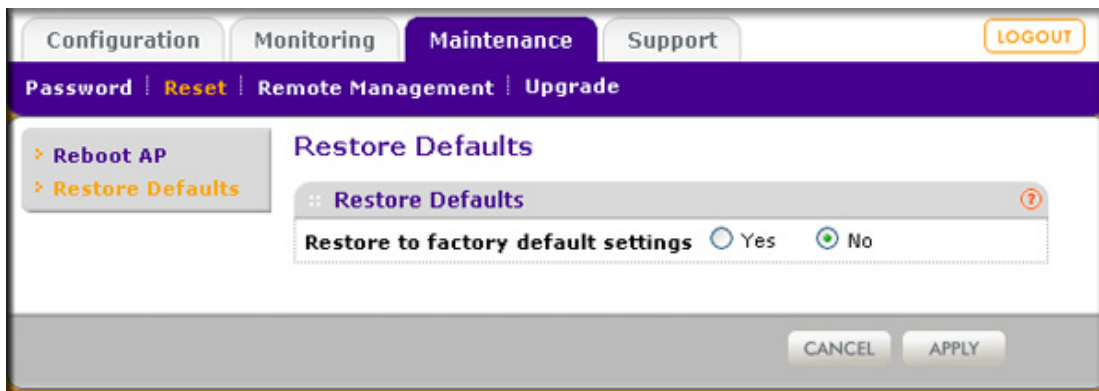 Configuration Monitoring Maintenance Support LOGOUT
Password Reset Remote Management Upgrade
Reboot AP
Restore Defaults
Restore Defaults
Restore Defaults ?
Restore to factory default settings Yes No
CANCEL APPLY